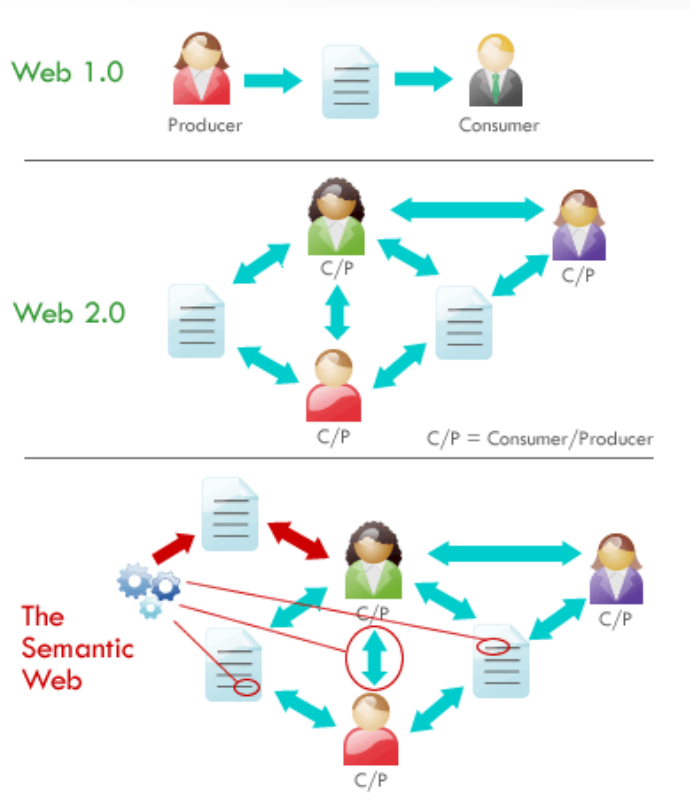 Web 1.0
Producer
Consumer
C/P
C/P
Web 2.0
C/P
C/P = Consumer/Producer
C/P
C/P
The
Semantic
Web
C/P